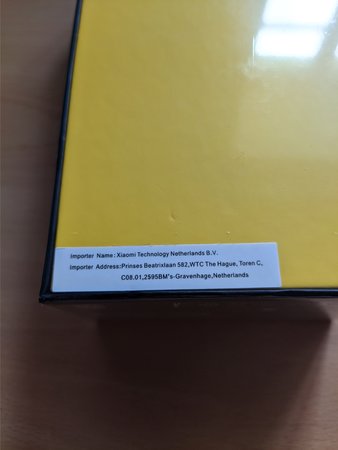 Importer Name: Xiaomi Technology Netherlands B.V.
Importer Address:Prinses Beatrixlaan 582,WTC The Hague, Toren C,
C08.01,2595BM's-Gravenhage,Netherlands